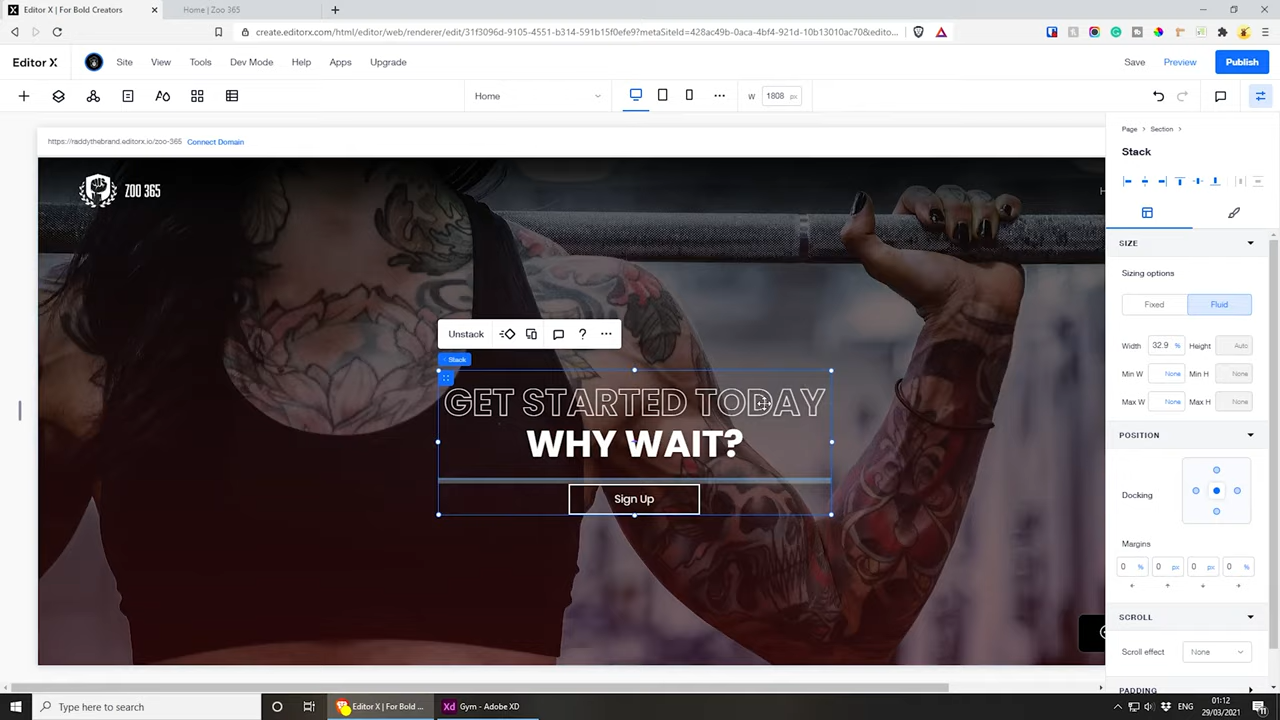 Editor X | For Bold Creators
Home | Zoo 365
create.editorx.com/html/editor/web/renderer/edit/31f3096d-9105-4551-b314-591b15f0efe9?metaSiteId=428ac49b-0aca-4bf4-921d-10b13010ac70&edito...
Editor X
Site
View
Tools
Dev Mode
Help
Apps
Upgrade
Save
Preview
Publish
Home
W
1808
px
https://raddythebrand.editorx.io/zoo-365
Connect Domain
Page
Section
Stack
ZOO 365
H
SIZE
Sizing options
Fixed
Fluid
Unstack
Stack
Width
32.9
%
Height
Auto
Min W
None
Min H
None
Max W
None
Max H
None
GET STARTED TODAY
WHY WAIT?
Sign Up
POSITION
Docking
Margins
0 %
0 px
0 px
0 %
SCROLL
Scroll effect
None
PADDING
Type here to search
Editor X | For Bold ...
Gym - Adobe XD
ENG
01:12
29/03/2021